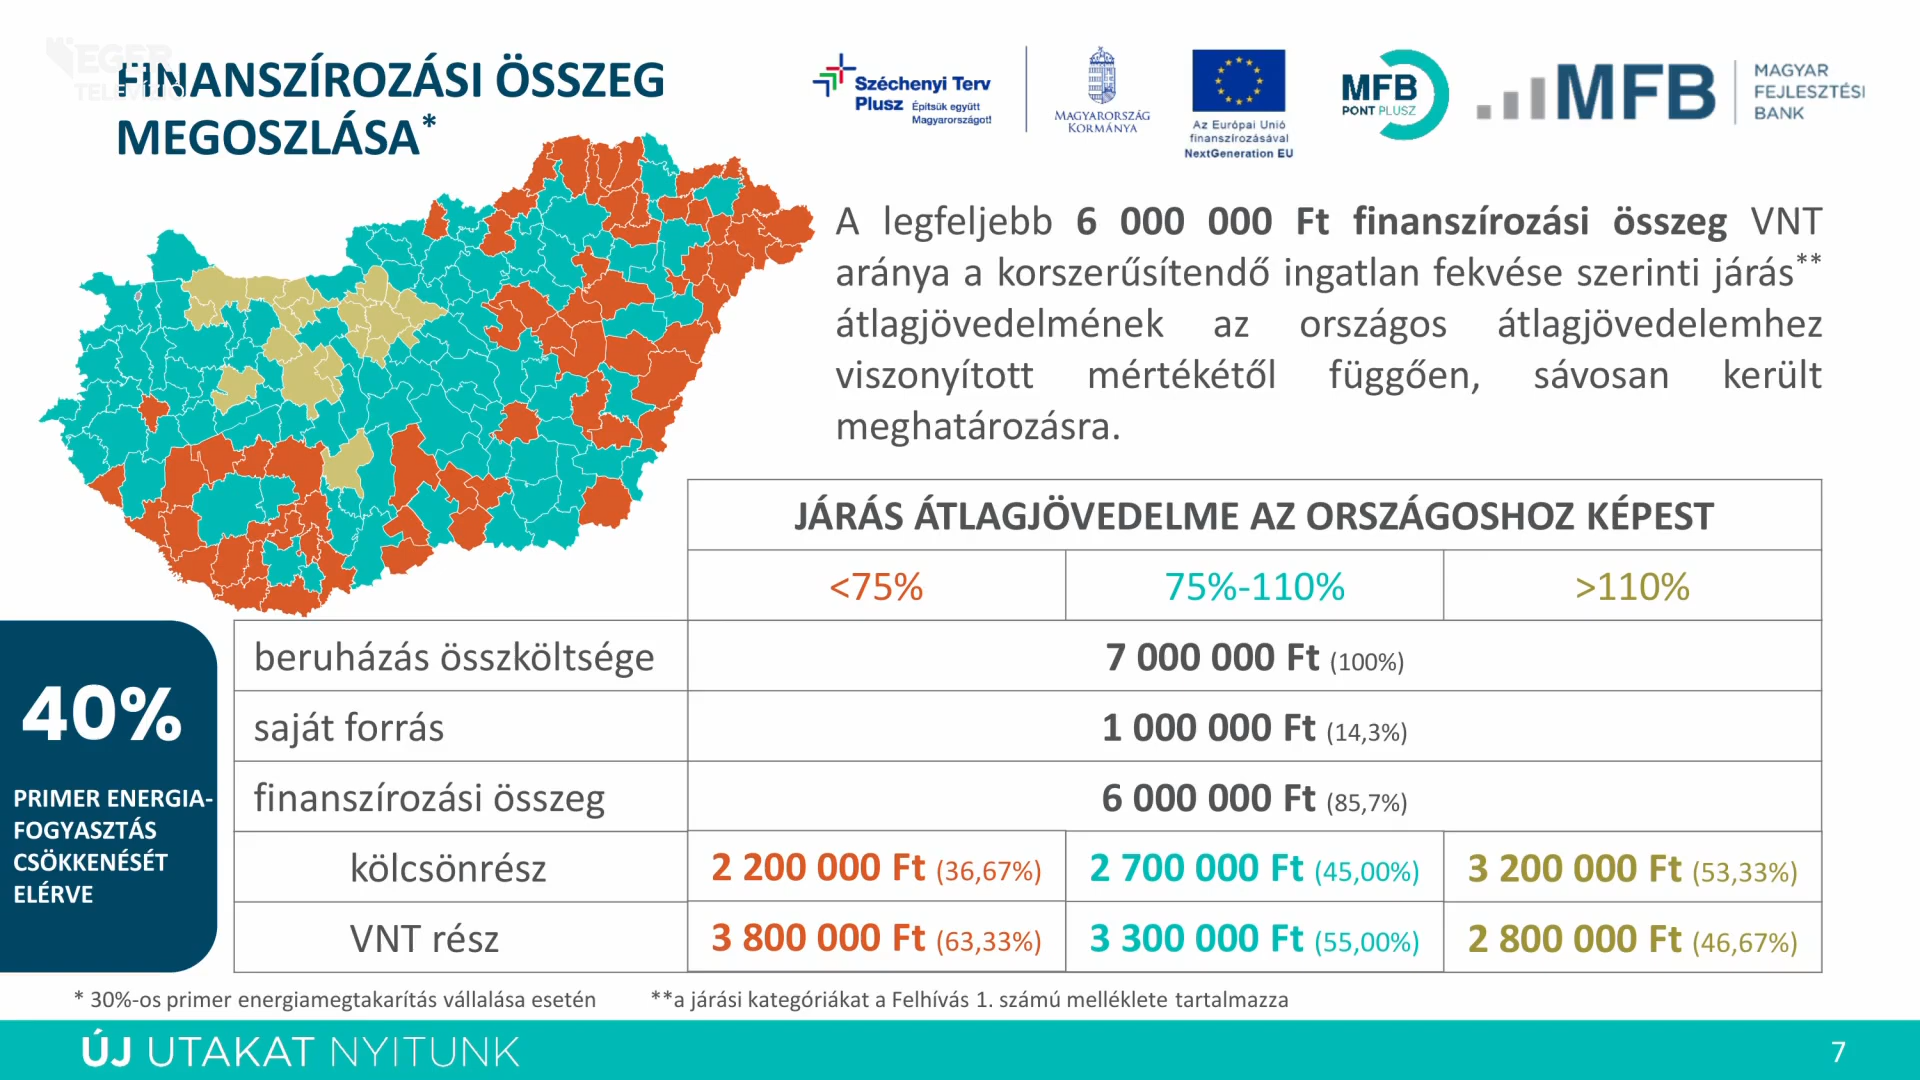 EGER
TELEVÍZIÓ
FINANSZÍROZÁSI ÖSSZEG
MEGOSZLÁSA*
Széchenyi Terv
Plusz Építsük együtt
Magyarországot!
MAGYARORSZÁG
KORMÁNYA
Az Európai Unió
finanszírozásával
NextGeneration EU
MFB
PONT PLUSZ
MFB
MAGYAR
FEJLESZTÉSI
BANK
A legfeljebb 6 000 000 Ft finanszírozási összeg VNT
aránya a korszerűsítendő ingatlan fekvése szerinti járás**
átlagjövedelmének az országos átlagjövedelemhez
viszonyított mértékétől függően, sávosan került
meghatározásra.
JÁRÁS ÁTLAGJÖVEDELME AZ ORSZÁGOSHOZ KÉPEST
<75% 75%-110% >110%
beruházás összköltsége 7 000 000 Ft (100%)
saját forrás 1 000 000 Ft (14,3%)
finanszírozási összeg 6 000 000 Ft (85,7%)
kölcsönrész 2 200 000 Ft (36,67%) 2 700 000 Ft (45,00%) 3 200 000 Ft (53,33%)
VNT rész 3 800 000 Ft (63,33%) 3 300 000 Ft (55,00%) 2 800 000 Ft (46,67%)
40%
PRIMER ENERGIA-
FOGYASZTÁS
CSÖKKENÉSÉT
ELÉRVE
* 30%-os primer energiamegtakarítás vállalása esetén **a járási kategóriákat a Felhívás 1. számú melléklete tartalmazza
ÚJ UTAKAT NYITUNK 7